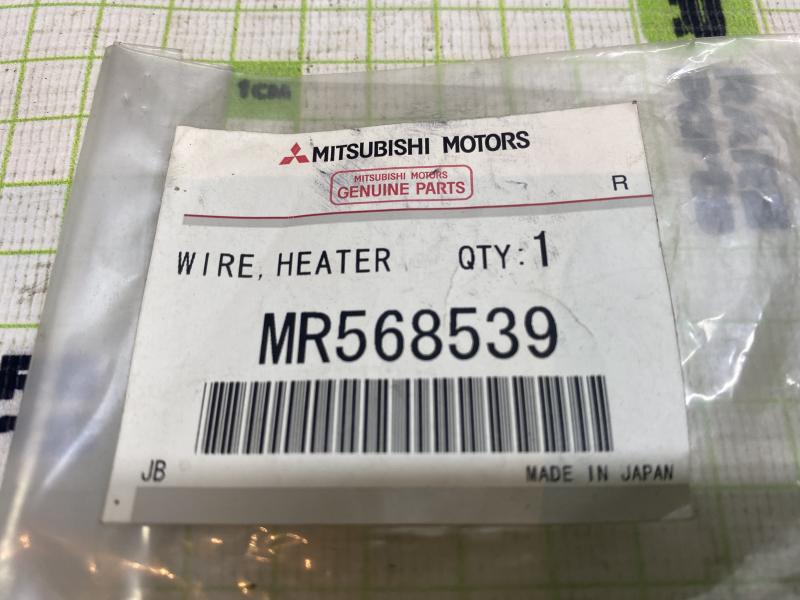 1CM
MITSUBISHI MOTORS
MITSUBISHI MOTORS
GENUINE PARTS
R
WIRE, HEATER QTY:1
MR568539
JB MADE IN JAPAN